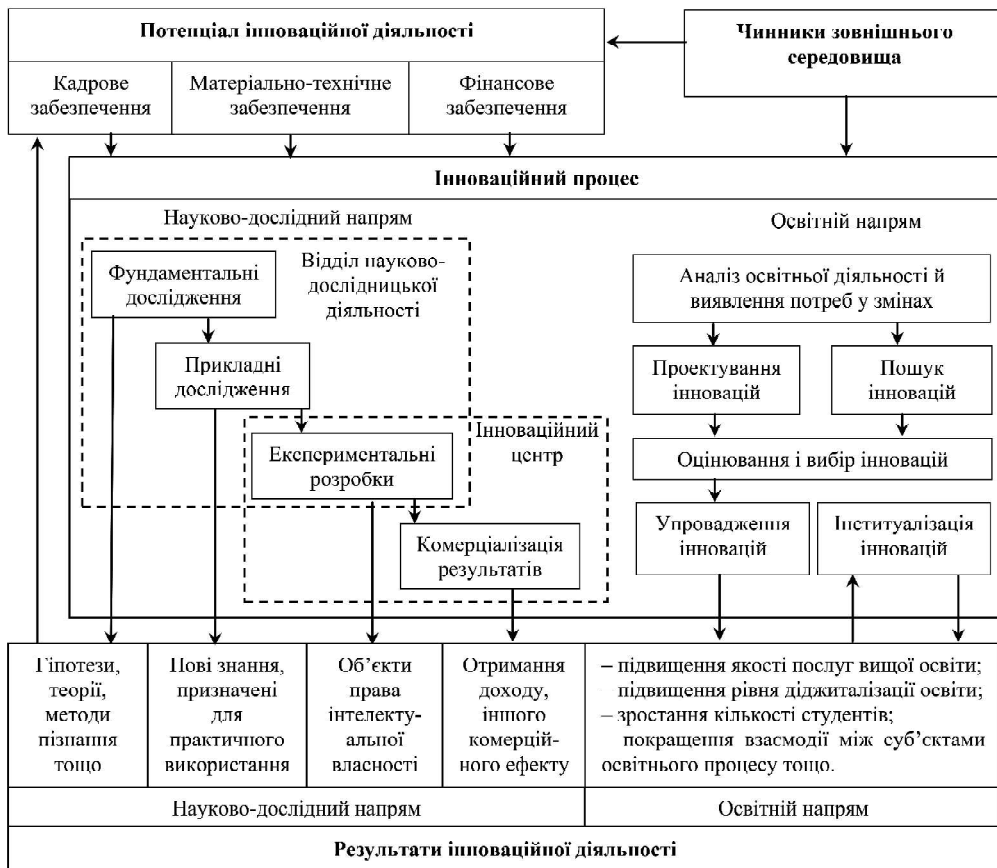 Потенціал інноваційної діяльності
Чинники зовнішнього
середовища
Кадрове
забезпечення
Матеріально-технічне
забезпечення
Фінансове
забезпечення
Інноваційний процес
Науково-дослідний напрям
Освітній напрям
Фундаментальні
дослідження
Відділ науково-
дослідницької
діяльності
Прикладні
дослідження
Експериментальні
розробки
Інноваційний
центр
Комерціалізація
результатів
Аналіз освітньої діяльності й
виявлення потреб у змінах
Проектування
інновацій
Пошук
інновацій
Оцінювання і вибір інновацій
Упровадження
інновацій
Інституалізація
інновацій
Гіпотези,
теорії,
методи
пізнання
тощо
Нові знання,
призначені
для
практичного
використання
Об’єкти
права
інтелекту-
альної
власності
Отримання
доходу,
іншого
комерцій-
ного ефекту
– підвищення якості послуг вищої освіти;
– підвищення рівня діджиталізації освіти;
– зростання кількості студентів;
покращення взаємодії між суб’єктами
освітнього процесу тощо.
Науково-дослідний напрям
Освітній напрям
Результати інноваційної діяльності